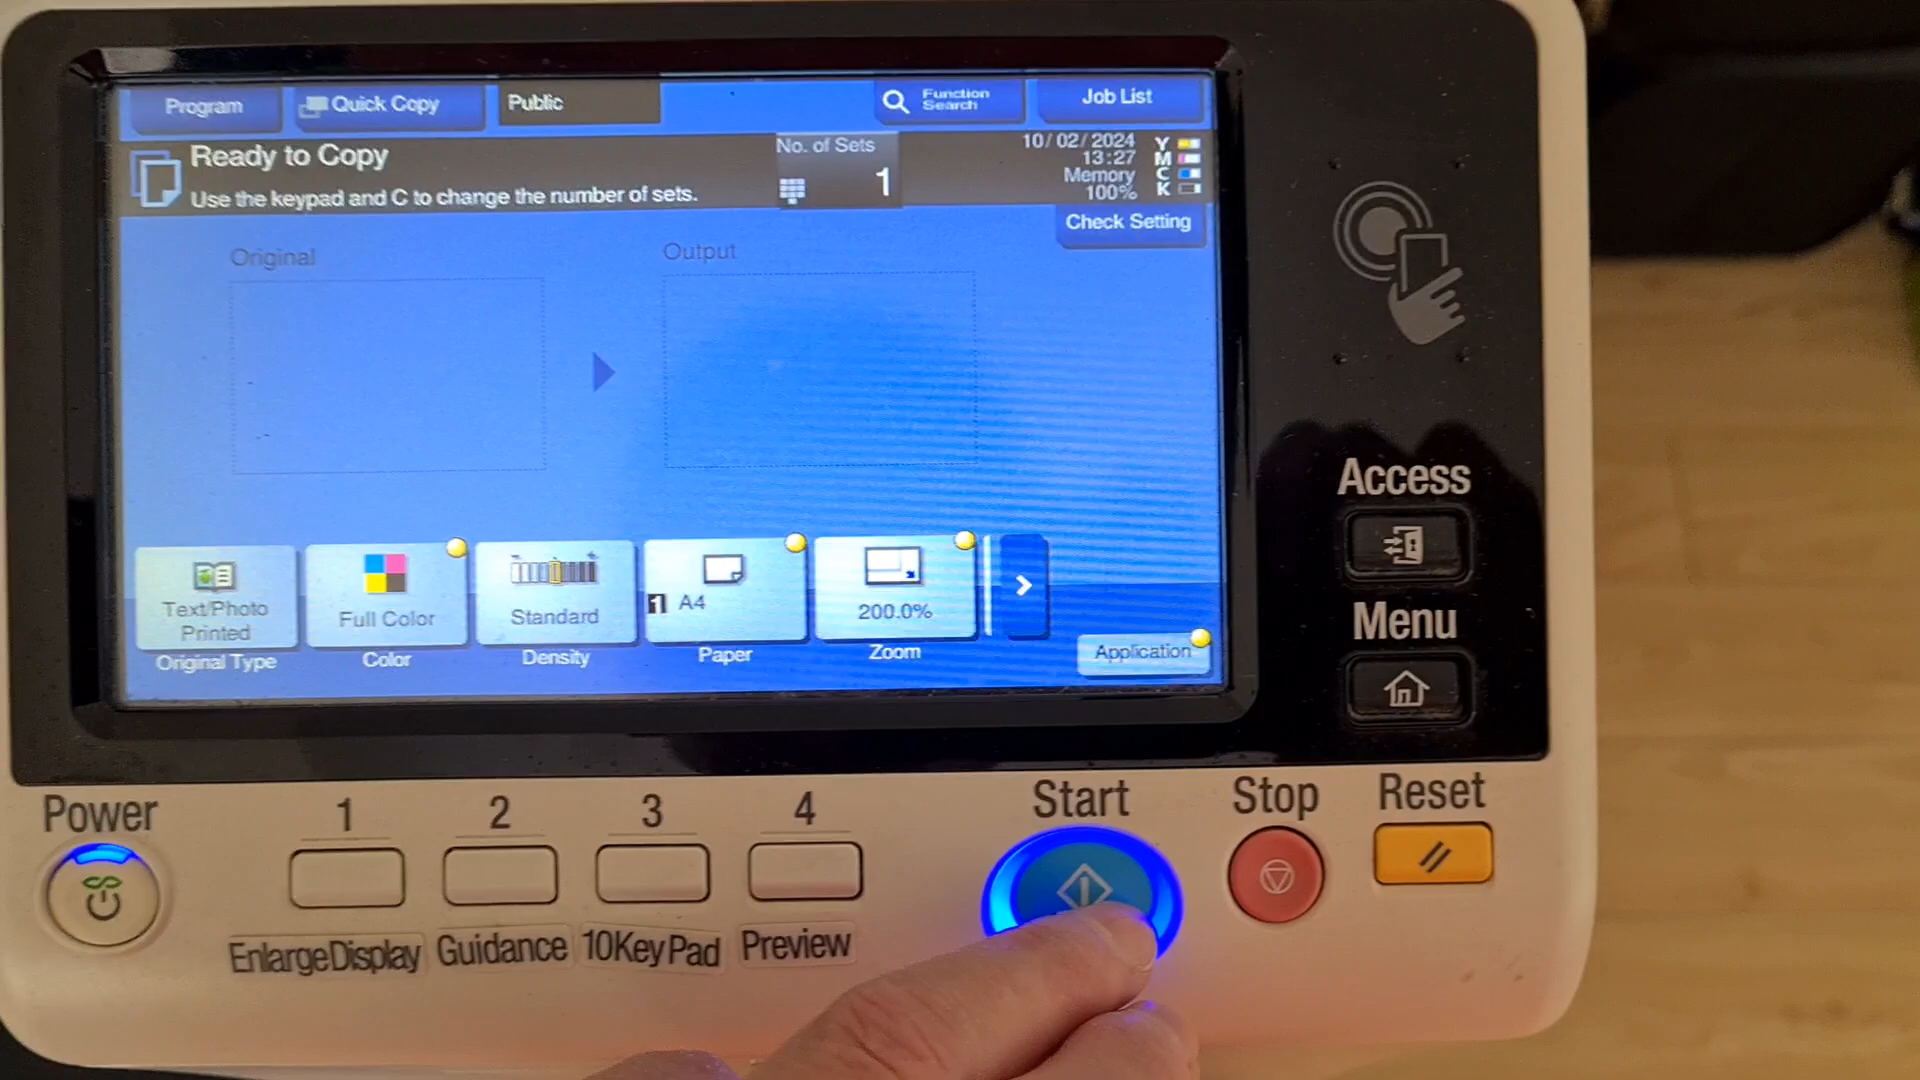 Program
Quick Copy
Public
Function
Search
Job List
Ready to Copy
Use the keypad and C to change the number of sets.
No. of Sets
1
10/02/2024
13:27
Memory
100%
Y
M
C
K
Check Setting
Original
Output
Text/Photo
Printed
Original Type
Full Color
Color
Standard
Density
1 A4
Paper
200.0%
Zoom
Application
Access
Menu
Power
1
2
3
4
Start
Stop
Reset
Enlarge Display
Guidance
10 Key Pad
Preview